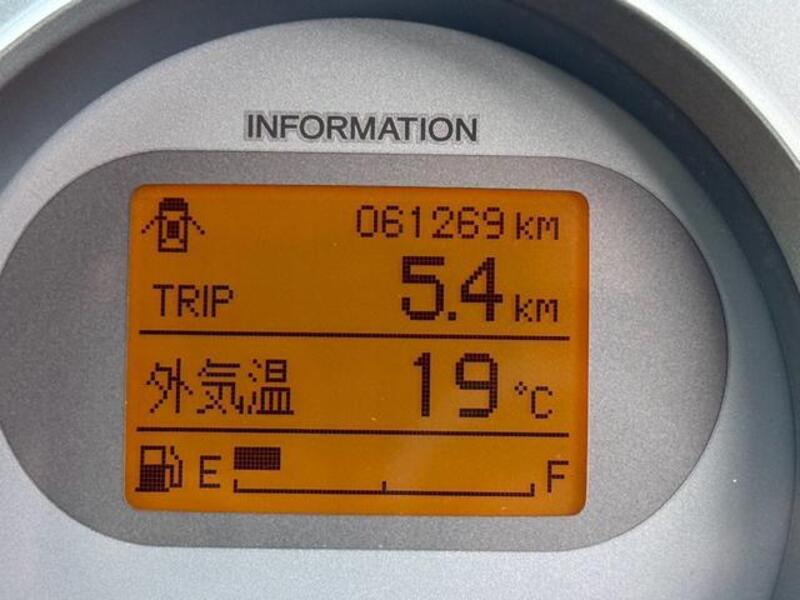 INFORMATION
061269 km
TRIP 5.4 km
外気温 19 °C
E F